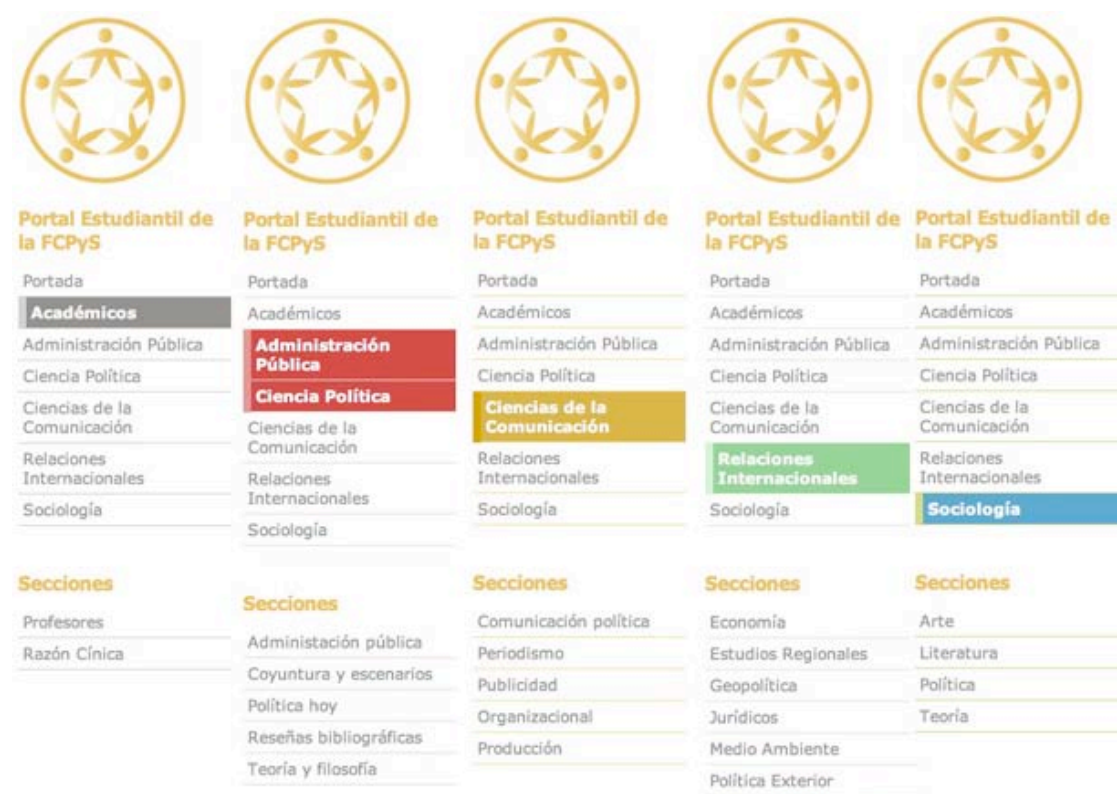 Portal Estudiantil de
la FCPyS
Portada
Académicos
Administración Pública
Ciencia Política
Ciencias de la
Comunicación
Relaciones
Internacionales
Sociología
Secciones
Profesores
Razón Cínica
Portal Estudiantil de
la FCPyS
Portada
Académicos
Administración
Pública
Ciencia Política
Ciencias de la
Comunicación
Relaciones
Internacionales
Sociología
Secciones
Administación pública
Coyuntura y escenarios
Política hoy
Reseñas bibliográficas
Teoría y filosofía
Portal Estudiantil de
la FCPyS
Portada
Académicos
Administración Pública
Ciencia Política
Ciencias de la
Comunicación
Relaciones
Internacionales
Sociología
Secciones
Comunicación política
Periodismo
Publicidad
Organizacional
Producción
Portal Estudiantil de
la FCPyS
Portada
Académicos
Administración Pública
Ciencia Política
Ciencias de la
Comunicación
Relaciones
Internacionales
Sociología
Secciones
Economía
Estudios Regionales
Geopolítica
Jurídicos
Medio Ambiente
Política Exterior
Portal Estudiantil de
la FCPyS
Portada
Académicos
Administración Pública
Ciencia Política
Ciencias de la
Comunicación
Relaciones
Internacionales
Sociología
Secciones
Arte
Literatura
Política
Teoría